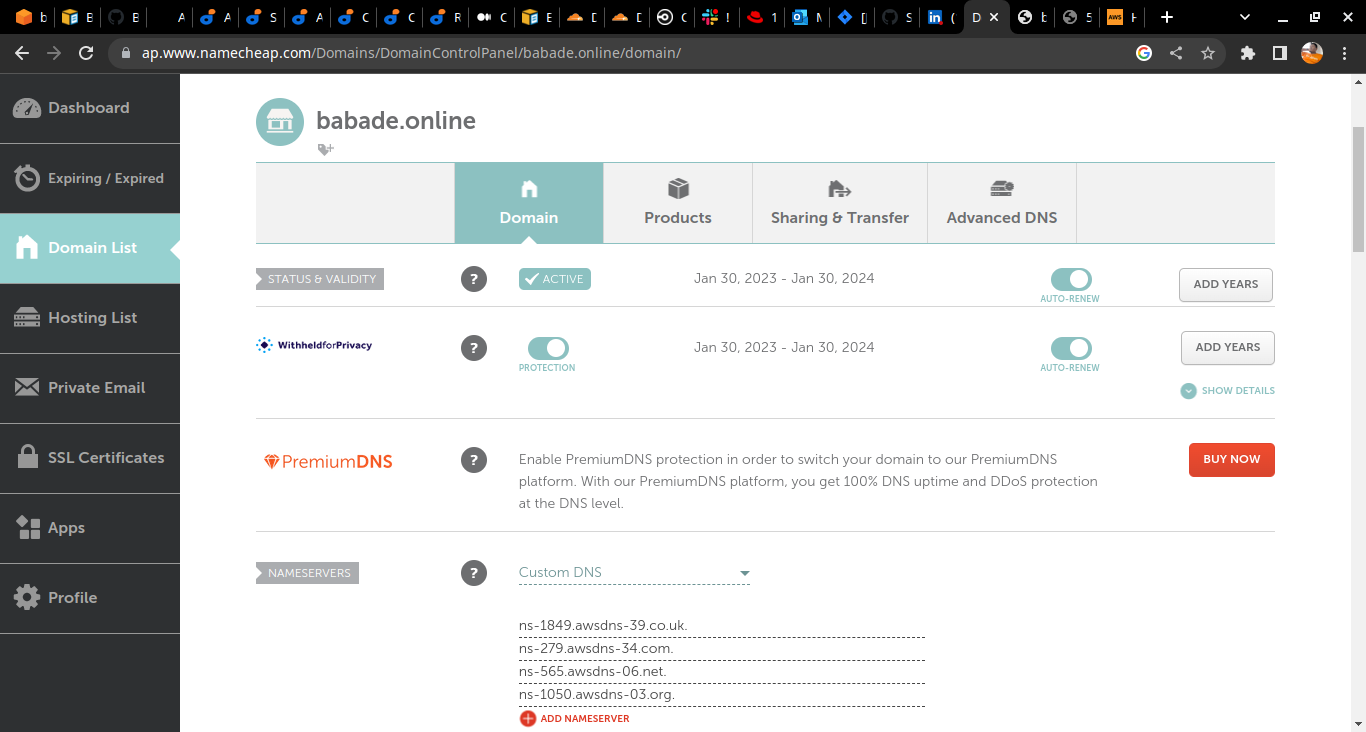 b
B
B
A
A
S
A
C
C
R
C
E
D
D
C
!
1
M
[
S
(
D
b
5
H
ap.www.namecheap.com/Domains/DomainControlPanel/babade.online/domain/
Dashboard
Expiring / Expired
Domain List
Hosting List
Private Email
SSL Certificates
Apps
Profile
babade.online
Domain
Products
Sharing & Transfer
Advanced DNS
STATUS & VALIDITY
?
ACTIVE
Jan 30, 2023 - Jan 30, 2024
AUTO-RENEW
ADD YEARS
WithheldforPrivacy
?
PROTECTION
Jan 30, 2023 - Jan 30, 2024
AUTO-RENEW
ADD YEARS
SHOW DETAILS
PremiumDNS
?
Enable PremiumDNS protection in order to switch your domain to our PremiumDNS
platform. With our PremiumDNS platform, you get 100% DNS uptime and DDoS protection
at the DNS level.
BUY NOW
NAMESERVERS
?
Custom DNS
ns-1849.awsdns-39.co.uk.
ns-279.awsdns-34.com.
ns-565.awsdns-06.net.
ns-1050.awsdns-03.org.
ADD NAMESERVER